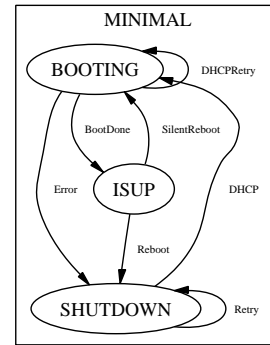 MINIMAL
BOOTING
DHCPRetry
BootDone
SilentReboot
Error
ISUP
DHCP
Reboot
SHUTDOWN
Retry